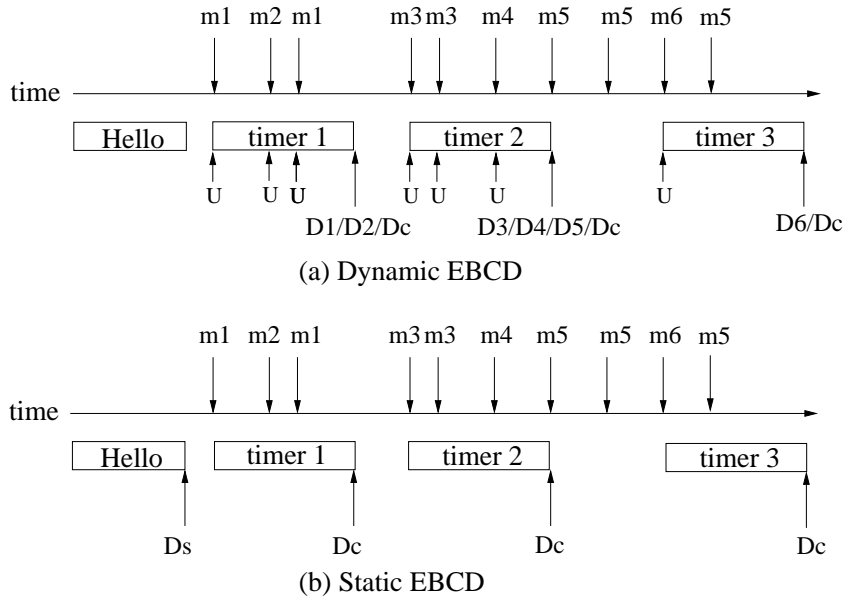 m1 m2 m1 m3 m3 m4 m5 m5 m6 m5
time
Hello timer 1 timer 2 timer 3
U U U U U U U
D1/D2/Dc D3/D4/D5/Dc D6/Dc
(a) Dynamic EBCD
m1 m2 m1 m3 m3 m4 m5 m5 m6 m5
time
Hello timer 1 timer 2 timer 3
Ds Dc Dc Dc
(b) Static EBCD